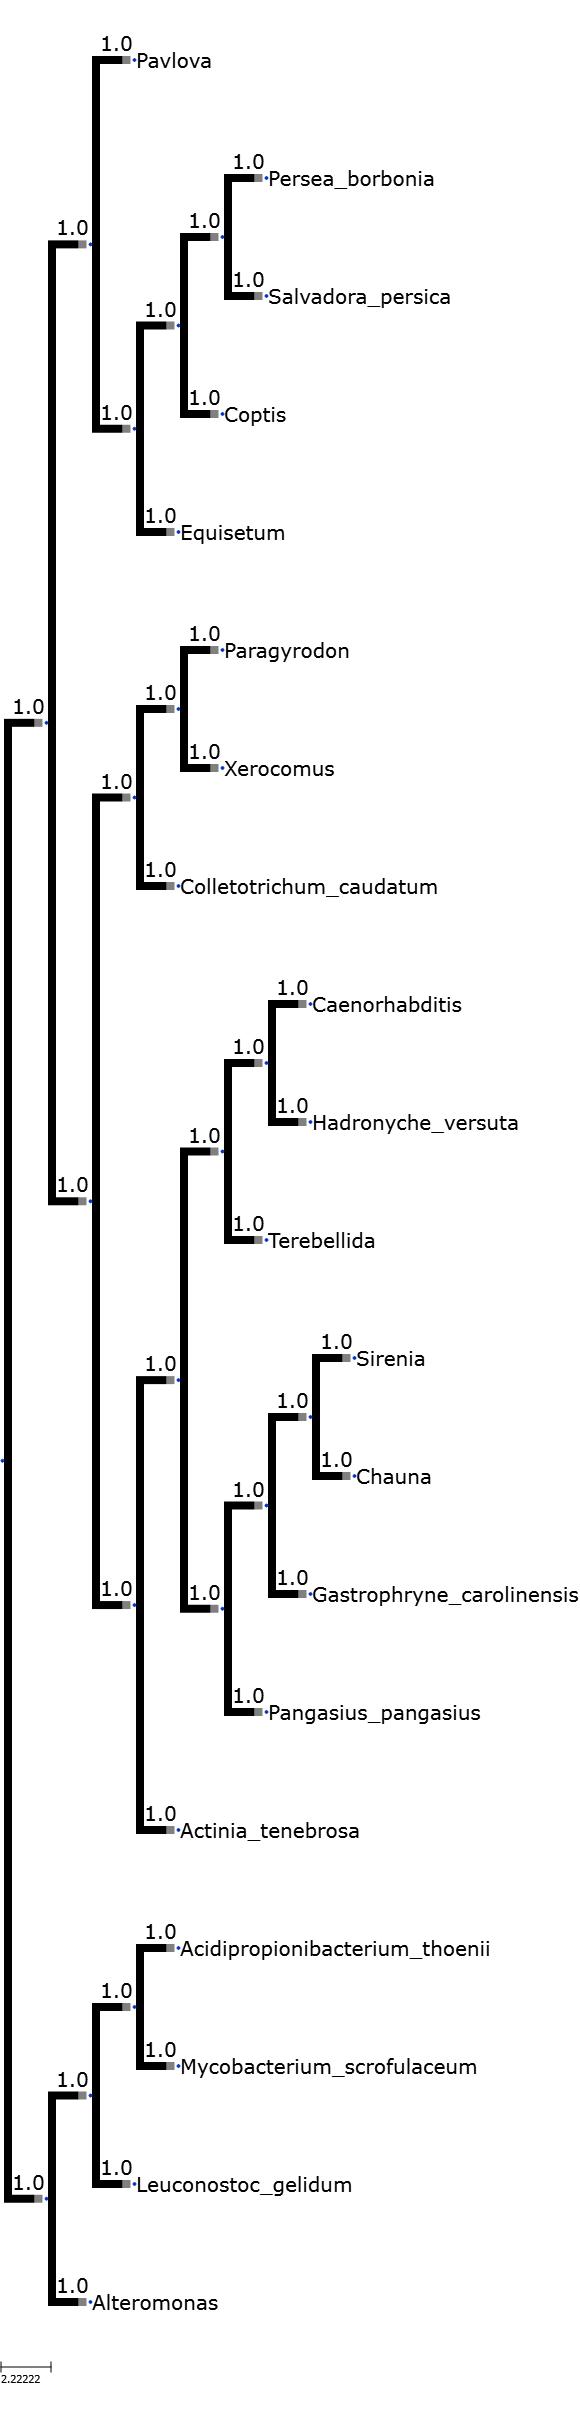 1.0
Pavlova
1.0
Persea_borbonia
1.0
1.0
1.0
Salvadora_persica
1.0
1.0
Coptis
1.0
1.0
Equisetum
1.0
Paragyrodon
1.0
1.0
1.0
Xerocomus
1.0
1.0
Colletotrichum_caudatum
1.0
Caenorhabditis
1.0
1.0
Hadronyche_versuta
1.0
1.0
1.0
Terebellida
1.0
Sirenia
1.0
1.0
1.0
Chauna
1.0
1.0
1.0
1.0
Gastrophryne_carolinensis
1.0
Pangasius_pangasius
1.0
Actinia_tenebrosa
1.0
Acidipropionibacterium_thoenii
1.0
1.0
Mycobacterium_scrofulaceum
1.0
1.0
1.0
Leuconostoc_gelidum
1.0
Alteromonas
2.22222